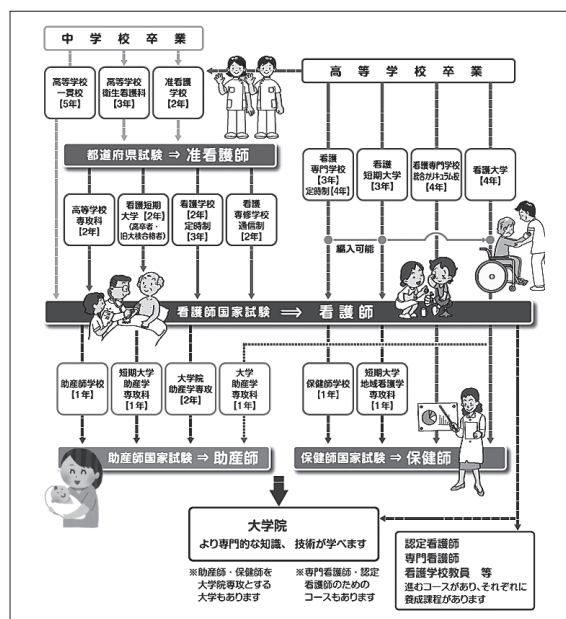 中学校卒業
高等学校卒業
高等学校
一貫校
【5年】
高等学校
衛生看護科
【3年】
准看護
学校
【2年】
都道府県試験 ⇒ 准看護師
看護
専門学校
【3年】
定時制【4年】
看護
短期大学
【3年】
看護専門学校
統合カリキュラム校
【4年】
看護大学
【4年】
高等学校
専攻科
【2年】
看護短期
大学【2年】
(高卒者・
旧大検合格者)
看護学校
【2年】
定時制
【3年】
看護
専修学校
通信制
【2年】
編入可能
看護師国家試験 ⇒ 看護師
助産師学校
【1年】
短期大学
助産学
専攻科
【1年】
大学院
助産学専攻
【2年】
大学
助産学
専攻科
【1年】
保健師学校
【1年】
短期大学
地域看護学
専攻科
【1年】
助産師国家試験 ⇒ 助産師
保健師国家試験 ⇒ 保健師
大学院
より専門的な知識、技術が学べます
※助産師・保健師を
大学院専攻とする
大学もあります
※専門看護師・認定
看護師のための
コースもあります
認定看護師
専門看護師
看護学校教員 等
進むコースがあり、それぞれに
養成課程があります